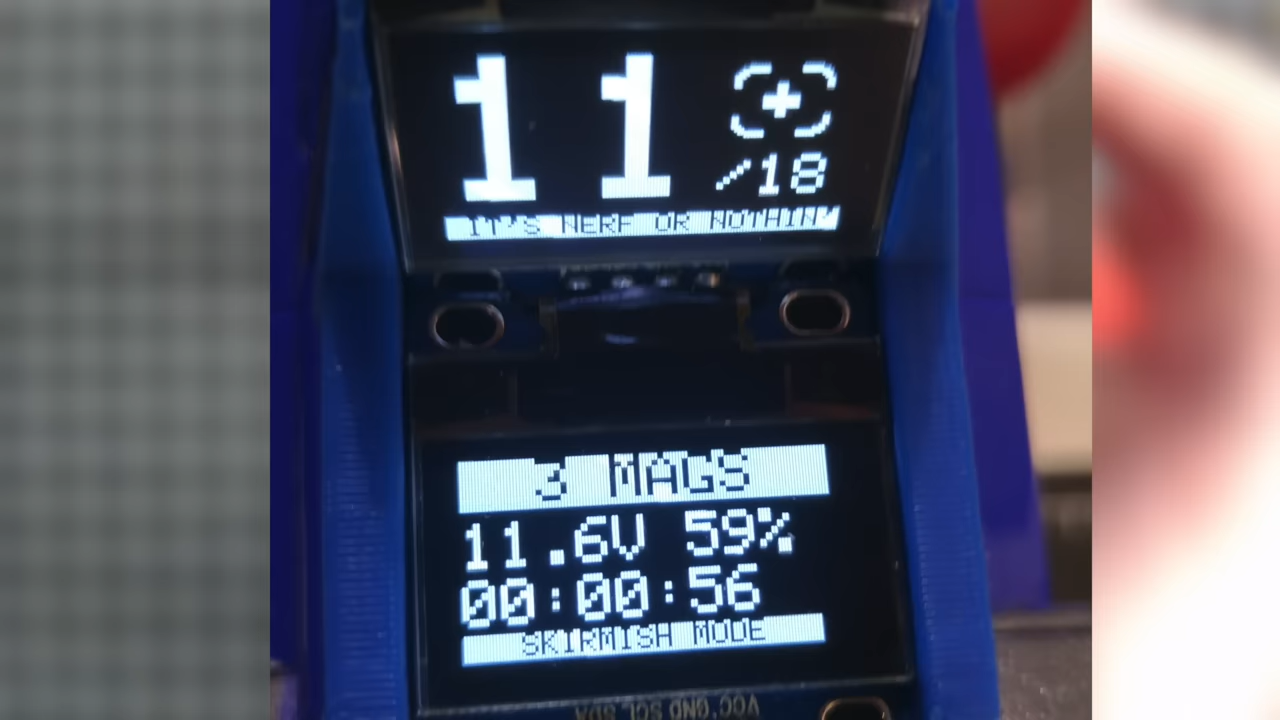 11
/18
IT'S NERF OR NOTHIN'
3 MAGS
11.6V 59%
00:00:56
SKIRMISH MODE
VCC GND SCL SDA